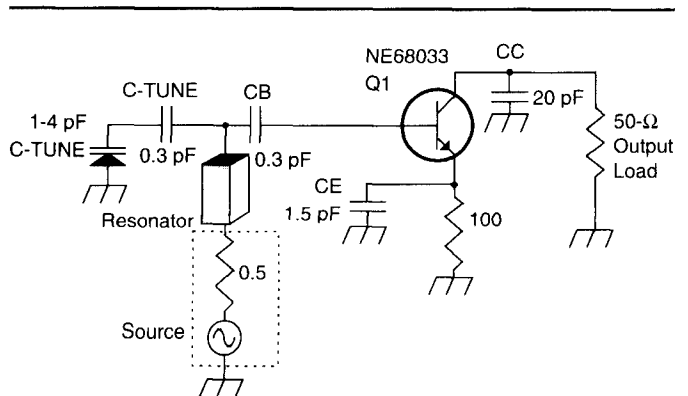 NE68033
Q1
CC
20 pF
50-Ω
Output
Load
C-TUNE
CB
1-4 pF
C-TUNE
0.3 pF
0.3 pF
CE
1.5 pF
100
Resonator
0.5
Source